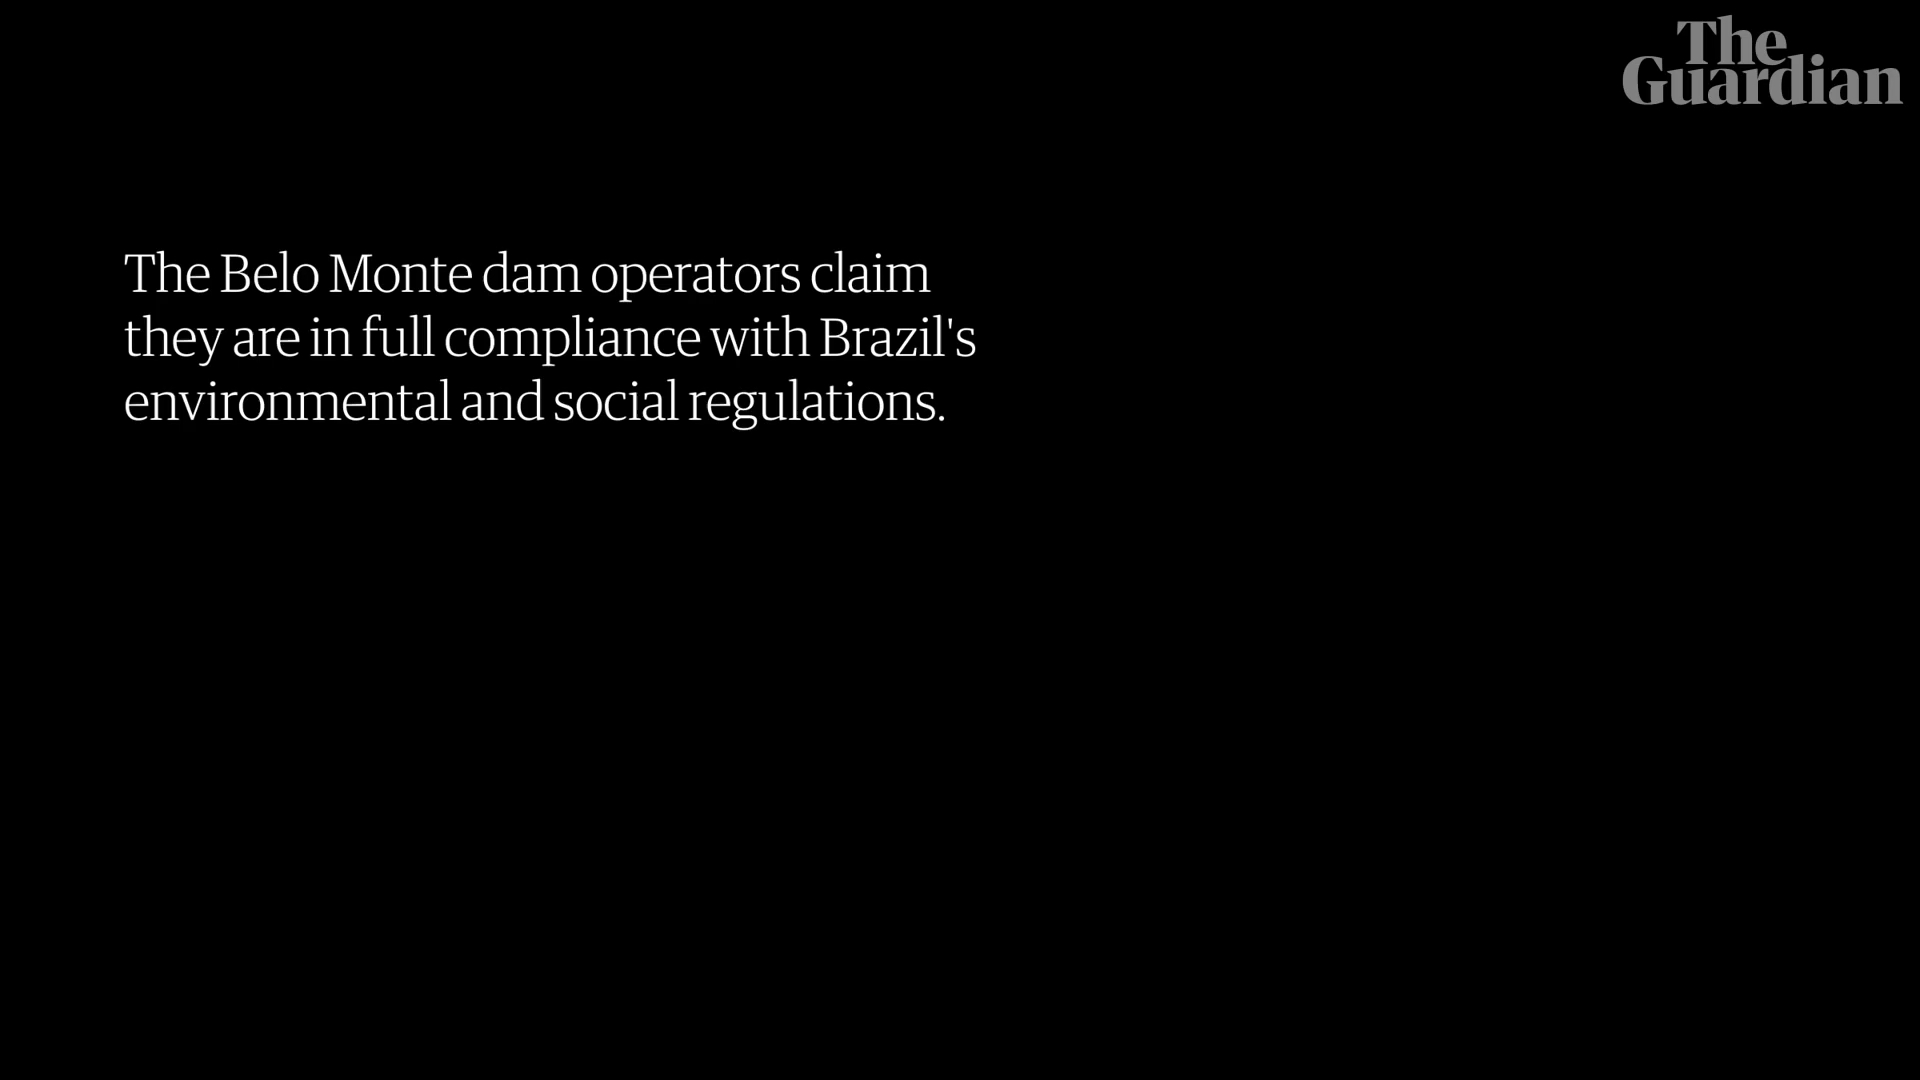 The
Guardian
The Belo Monte dam operators claim
they are in full compliance with Brazil's
environmental and social regulations.